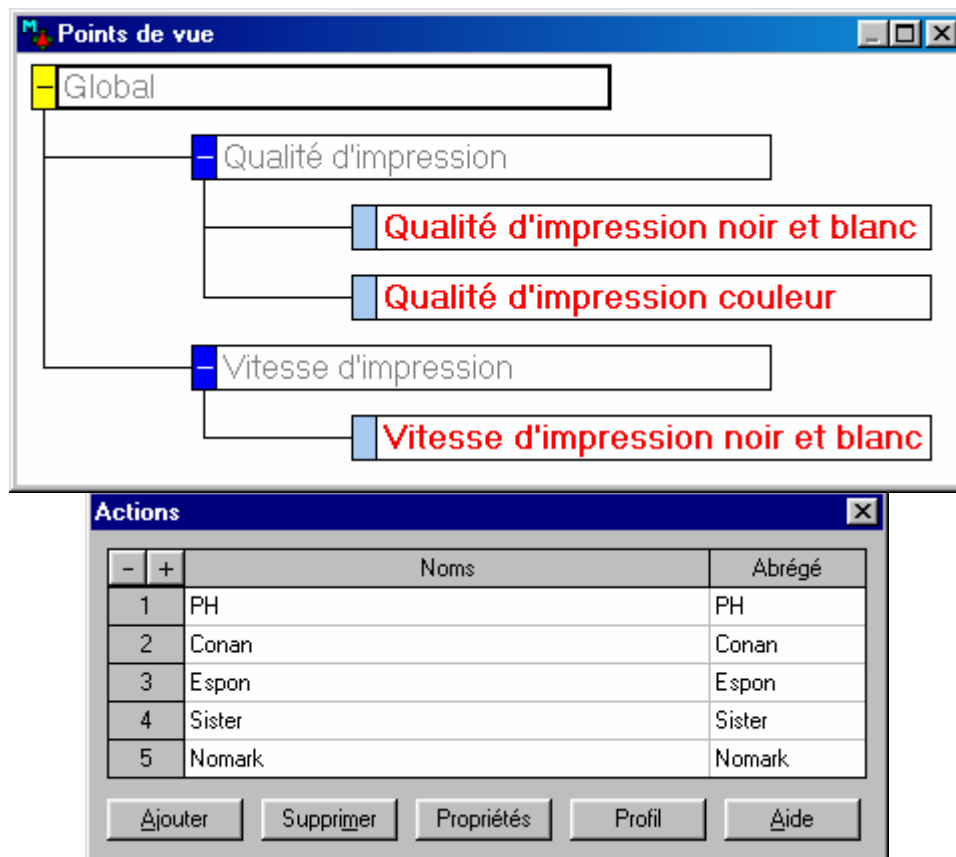 Points de vue
Global
Qualité d'impression
Qualité d'impression noir et blanc
Qualité d'impression couleur
Vitesse d'impression
Vitesse d'impression noir et blanc
Actions
- + Noms Abrégé
1 PH PH
2 Conan Conan
3 Espon Espon
4 Sister Sister
5 Nomark Nomark
Ajouter Supprimer Propriétés Profil Aide